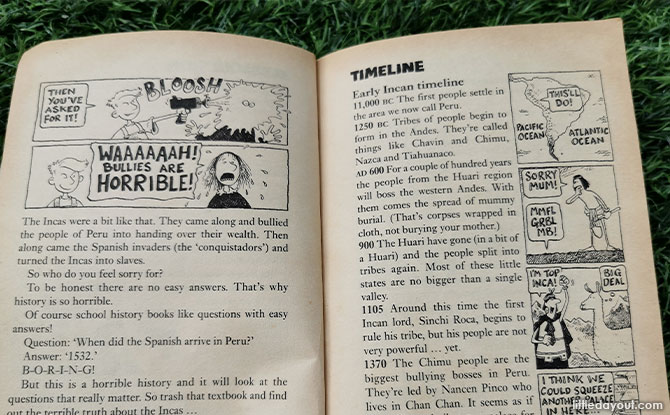 THEN
YOU'VE
ASKED
FOR IT!
BLOOSH
WAAAAAAH!
BULLIES ARE
HORRIBLE!
The Incas were a bit like that. They came along and bullied
the people of Peru into handing over their wealth. Then
along came the Spanish invaders (the 'conquistadors') and
turned the Incas into slaves.
So who do you feel sorry for?
To be honest there are no easy answers. That's why
history is so horrible.
Of course school history books like questions with easy
answers!
Question: 'When did the Spanish arrive in Peru?'
Answer: '1532.'
B-O-R-I-N-G!
But this is a horrible history and it will look at the
questions that really matter. So trash that textbook and find
out the terrible truth about the Incas ...
TIMELINE
Early Incan timeline
11,000 BC The first people settle in
the area we now call Peru.
1250 BC Tribes of people begin to
form in the Andes. They're called
things like Chavin and Chimu,
Nazca and Tiahuanaco.
AD 600 For a couple of hundred years
the people from the Huari region
will boss the western Andes. With
them comes the spread of mummy
burial. (That's corpses wrapped in
cloth, not burying your mother.)
900 The Huari have gone (in a bit of
a Huari) and the people split into
tribes again. Most of these little
states are no bigger than a single
valley.
1105 Around this time the first
Incan lord, Sinchi Roca, begins to
rule his tribe, but his people are not
very powerful ... yet.
1370 The Chimu people are the
biggest bullying bosses in Peru.
They're led by Nancen Pinco who
lives in Chan Chan. It seems as if
THIS'LL
DO!
PACIFIC
OCEAN
ATLANTIC
OCEAN
SORRY
MUM!
MMFL
GRBL
MB!
I'M TOP
INCA!
BIG
DEAL
I THINK WE
COULD SQUEEZE
ANOTHER PALACE
IN HERE
littledayout.com